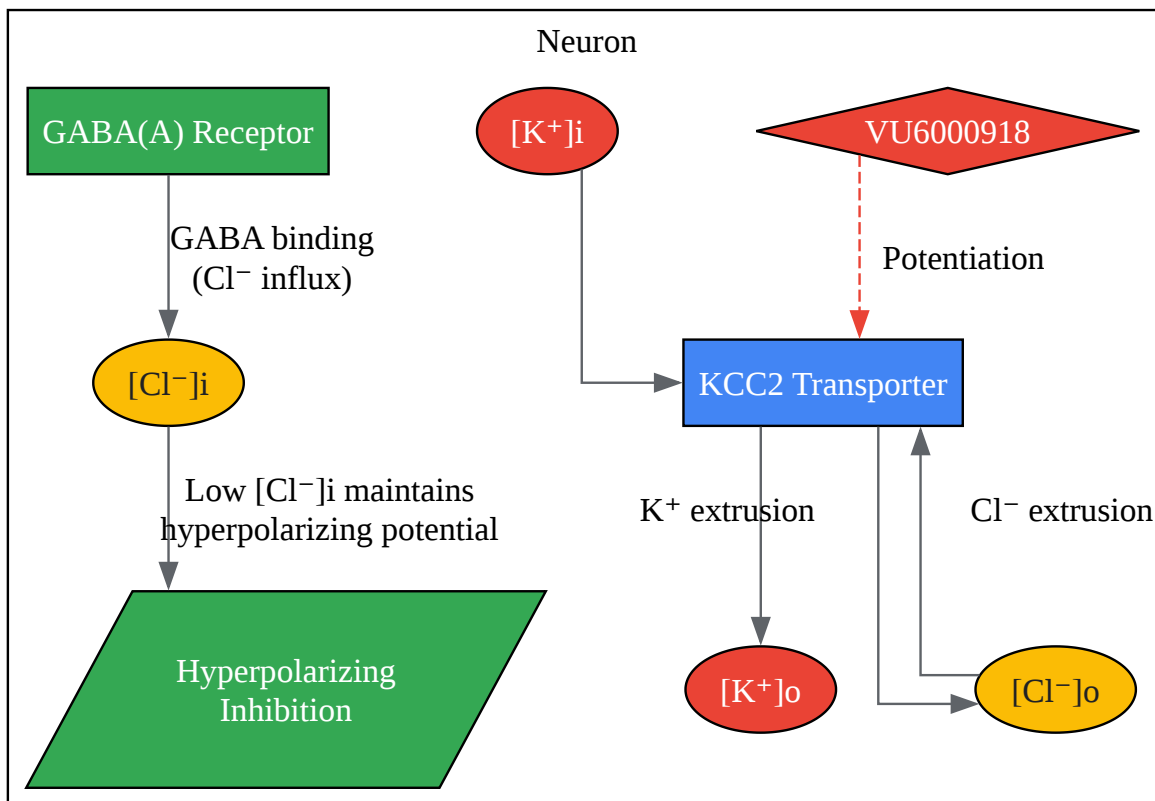 Neuron
GABA(A) Receptor
[K⁺]i
VU6000918
GABA binding
(Cl⁻ influx)
Potentiation
[Cl⁻]i
KCC2 Transporter
Low [Cl⁻]i maintains
hyperpolarizing potential
K⁺ extrusion
Cl⁻ extrusion
Hyperpolarizing
Inhibition
[K⁺]o
[Cl⁻]o